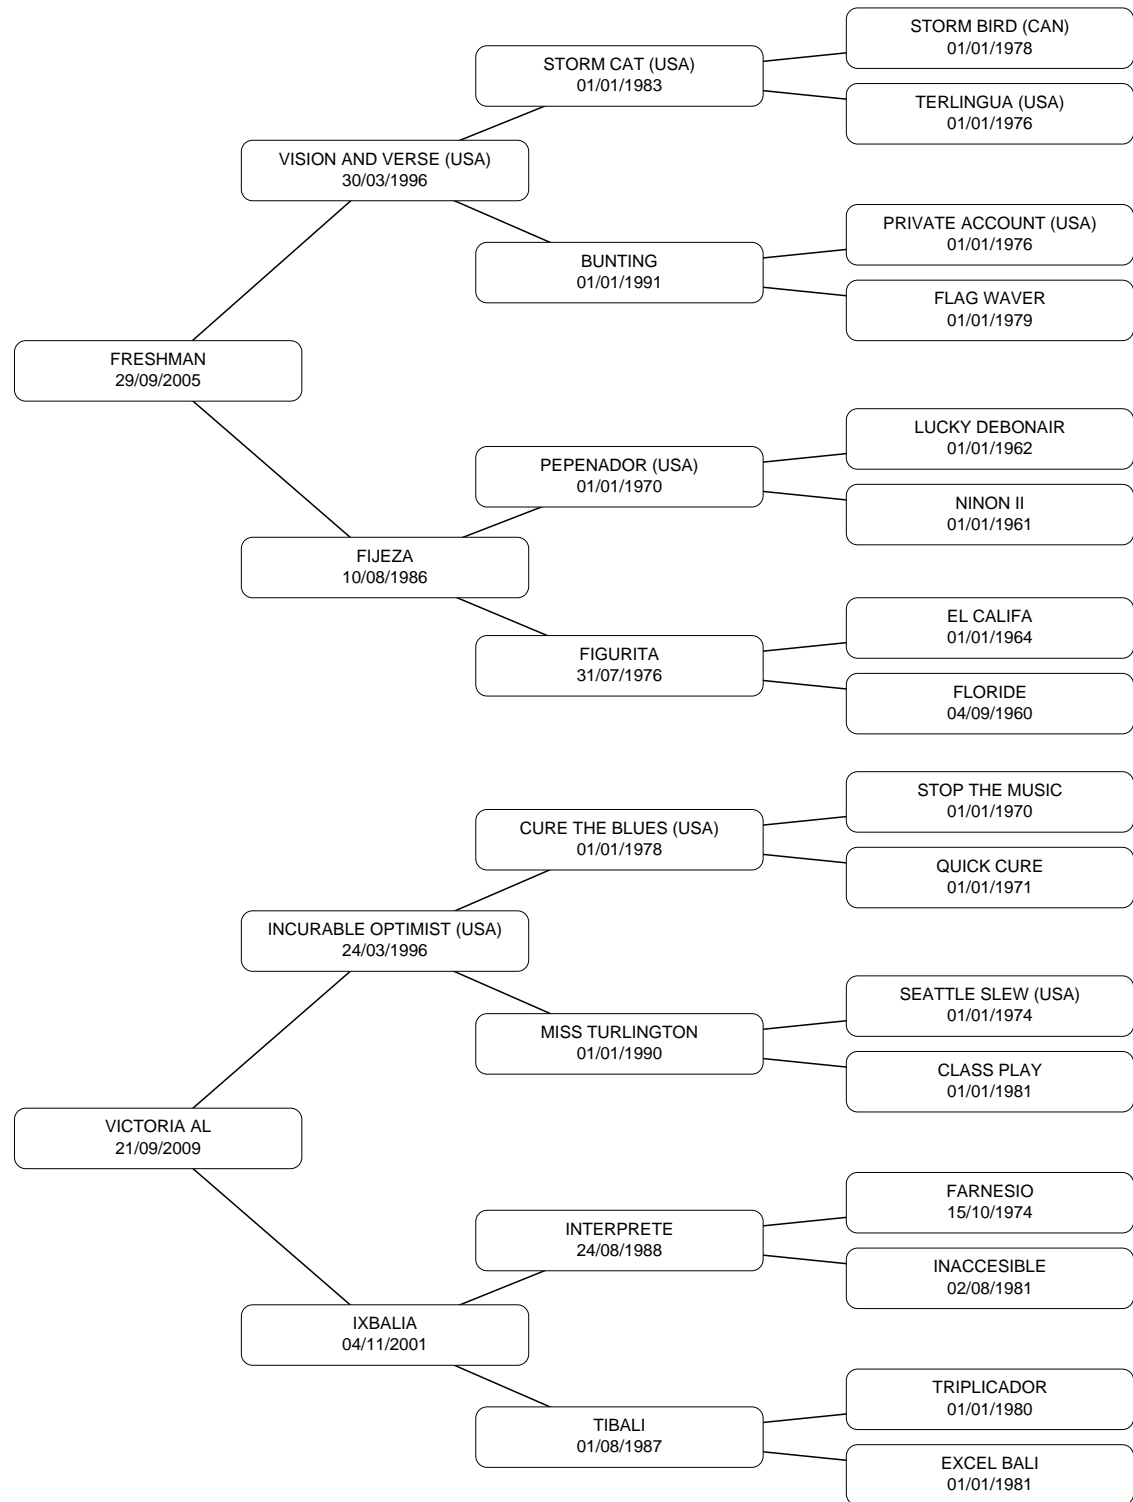 STORM BIRD (CAN)
01/01/1978
STORM CAT (USA)
01/01/1983
TERLINGUA (USA)
01/01/1976
VISION AND VERSE (USA)
30/03/1996
PRIVATE ACCOUNT (USA)
01/01/1976
BUNTING
01/01/1991
FLAG WAVER
01/01/1979
FRESHMAN
29/09/2005
LUCKY DEBONAIR
01/01/1962
PEPENADOR (USA)
01/01/1970
NINON II
01/01/1961
FIJEZA
10/08/1986
EL CALIFA
01/01/1964
FIGURITA
31/07/1976
FLORIDE
04/09/1960
STOP THE MUSIC
01/01/1970
CURE THE BLUES (USA)
01/01/1978
QUICK CURE
01/01/1971
INCURABLE OPTIMIST (USA)
24/03/1996
SEATTLE SLEW (USA)
01/01/1974
MISS TURLINGTON
01/01/1990
CLASS PLAY
01/01/1981
VICTORIA AL
21/09/2009
FARNESIO
15/10/1974
INTERPRETE
24/08/1988
INACCESIBLE
02/08/1981
IXBALIA
04/11/2001
TRIPLICADOR
01/01/1980
TIBALI
01/08/1987
EXCEL BALI
01/01/1981